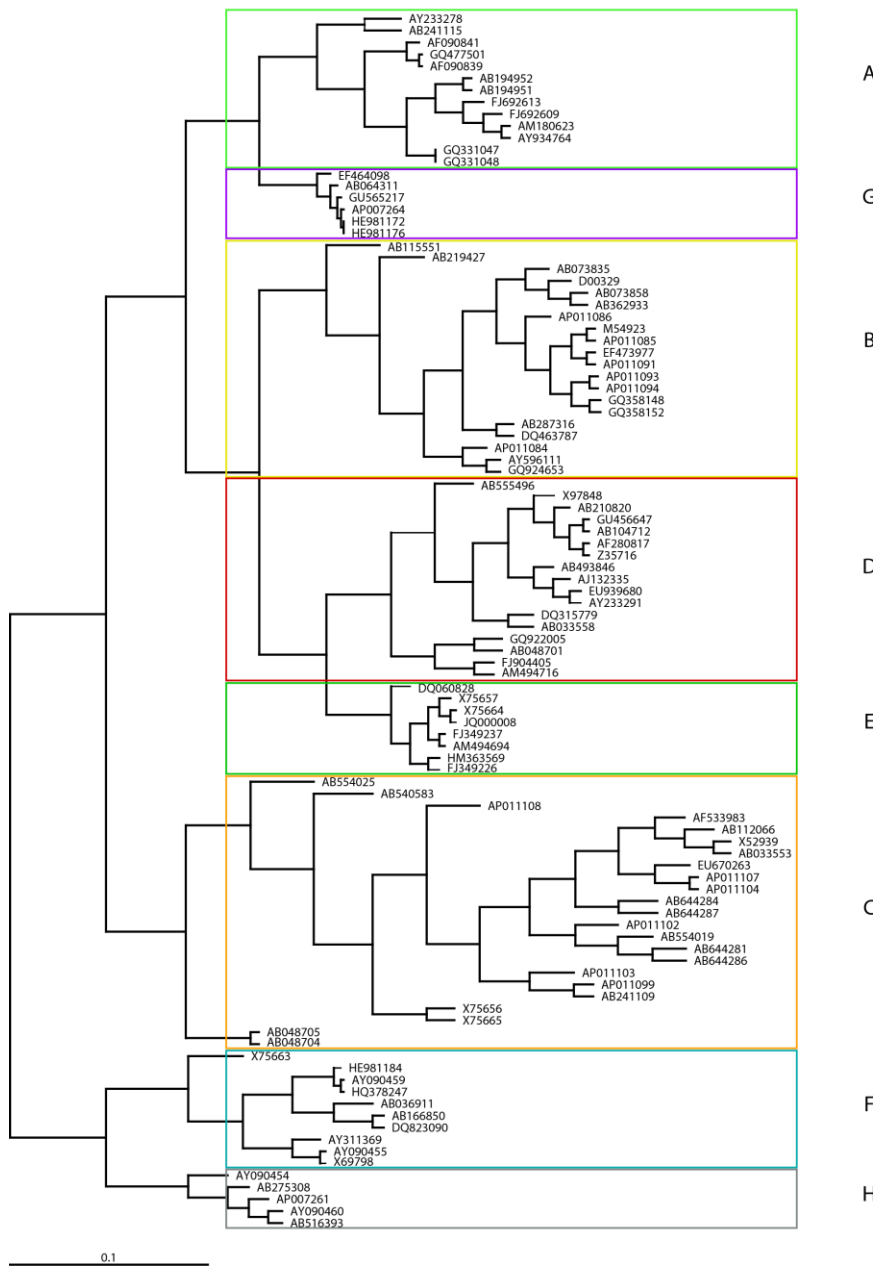 AY233278
AB241115
AF090841
GQ477501
AF090839
AB194952
AB194951
FJ692613
FJ692609
AM180623
AY934764
GQ331047
GQ331048
A
EF464098
AB064311
GU565217
AP007264
HE981172
HE981176
G
AB115551
AB219427
AB073835
D00329
AB073858
AB362933
AP011086
M54923
AP011085
EF473977
AP011091
AP011093
AP011094
GQ358148
GQ358152
AB287316
DQ463787
AP011084
AY596111
GQ924653
B
AB555496
X97848
AB210820
GU456647
AB104712
AF280817
Z35716
AB493846
AJ132335
EU939680
AY233291
DQ315779
AB033558
GQ922005
AB048701
FJ904405
AM494716
D
DQ060828
X75657
X75664
JQ000008
FJ349237
AM494694
HM363569
FJ349226
E
AB554025
AB540583
AP011108
AF533983
AB112066
X52939
AB033553
EU670263
AP011107
AP011104
AB644284
AB644287
AP011102
AB554019
AB644281
AB644286
AP011103
AP011099
AB241109
X75656
X75665
AB048705
AB048704
C
X75663
HE981184
AY090459
HQ378247
AB036911
AB166850
DQ823090
AY311369
AY090455
X69798
F
AY090454
AB275308
AP007261
AY090460
AB516393
H
0.1